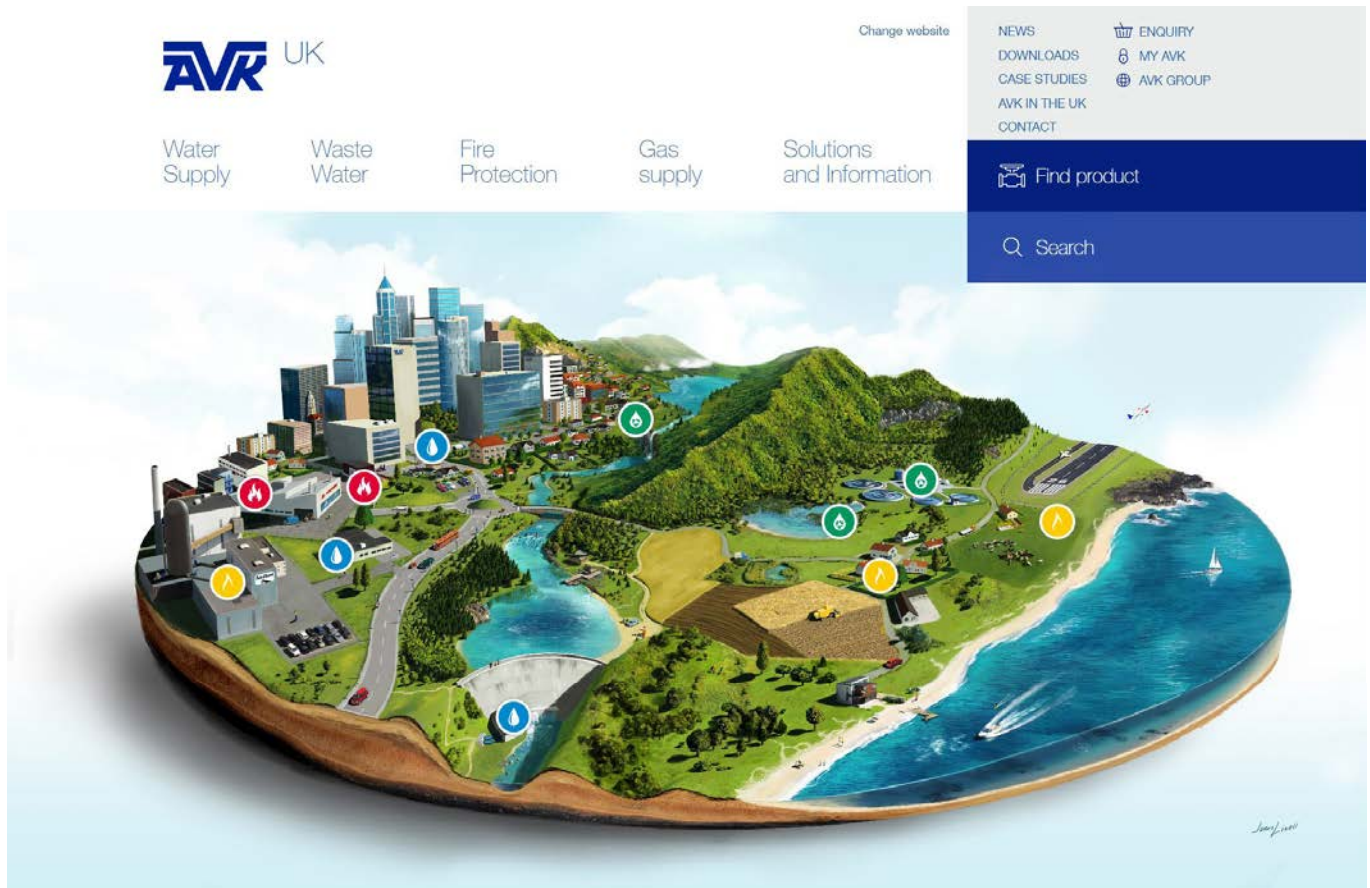 AVK UK
Change website
NEWS
DOWNLOADS
CASE STUDIES
AVK IN THE UK
CONTACT
ENQUIRY
MY AVK
AVK GROUP
Water
Supply
Waste
Water
Fire
Protection
Gas
supply
Solutions
and Information
Find product
Search